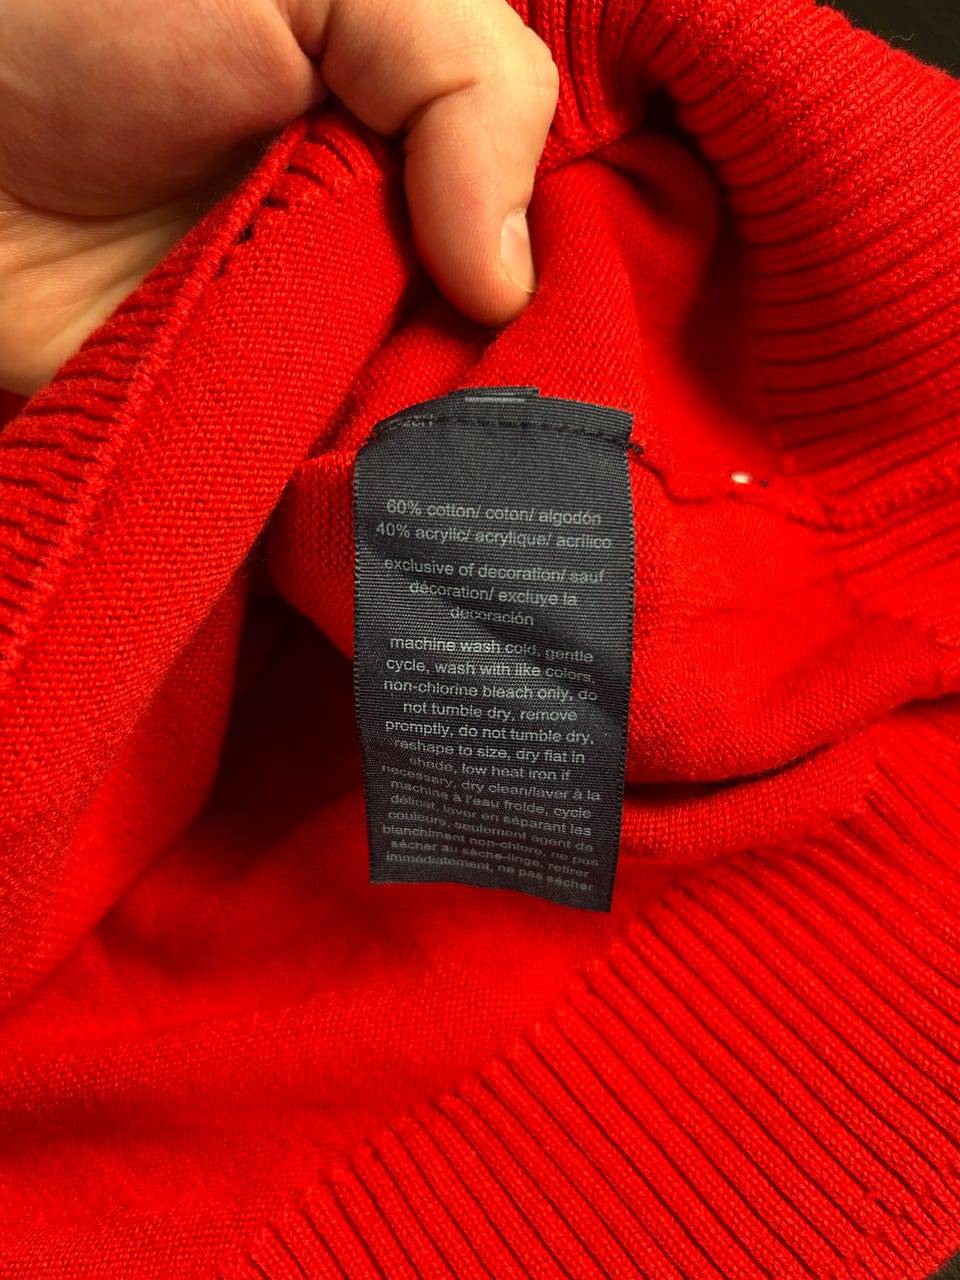 60% cotton/ coton/ algodón
40% acrylic/ acrylique/ acrílico
exclusive of decoration/ sauf
décoration/ excluye la
decoración
machine wash cold, gentle
cycle, wash with like colors,
non-chlorine bleach only, do
not tumble dry, remove
promptly, do not tumble dry,
reshape to size, dry flat in
shade, low heat iron if
necessary, dry clean/laver à la
machine à l'eau froide, cycle
délicat, laver en séparant les
couleurs, seulement agent de
blanchiment non-chlore, ne pas
sécher au sèche-linge, retirer
immédiatement, ne pas sécher